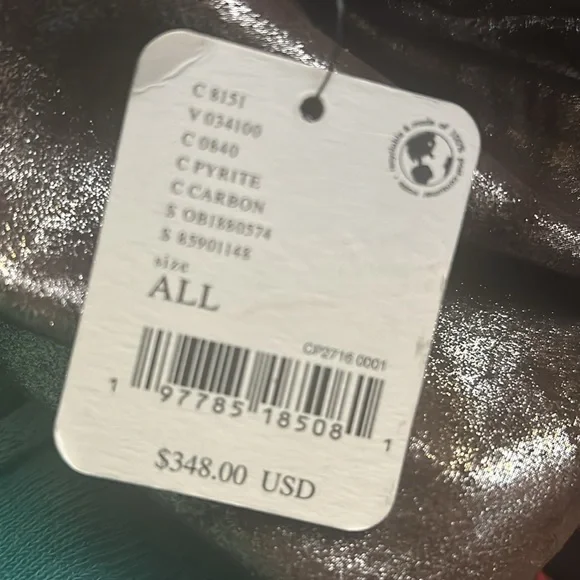 C 8151
V 034100
C 0840
C PYRITE
C CARBON
S OB1880574
S 85901148
size
ALL
CP2716 0001
1 97785 18508 1
$348.00 USD